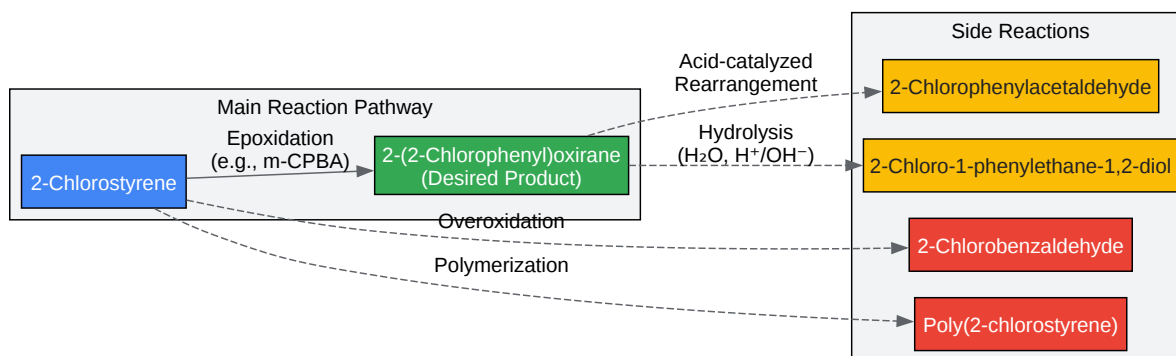 Side Reactions
Acid-catalyzed
Rearrangement
2-Chlorophenylacetaldehyde
Main Reaction Pathway
Epoxidation
(e.g., m-CPBA)
2-Chlorostyrene
2-(2-Chlorophenyl)oxirane
(Desired Product)
Hydrolysis
(H₂O, H⁺/OH⁻)
2-Chloro-1-phenylethane-1,2-diol
Overoxidation
2-Chlorobenzaldehyde
Polymerization
Poly(2-chlorostyrene)